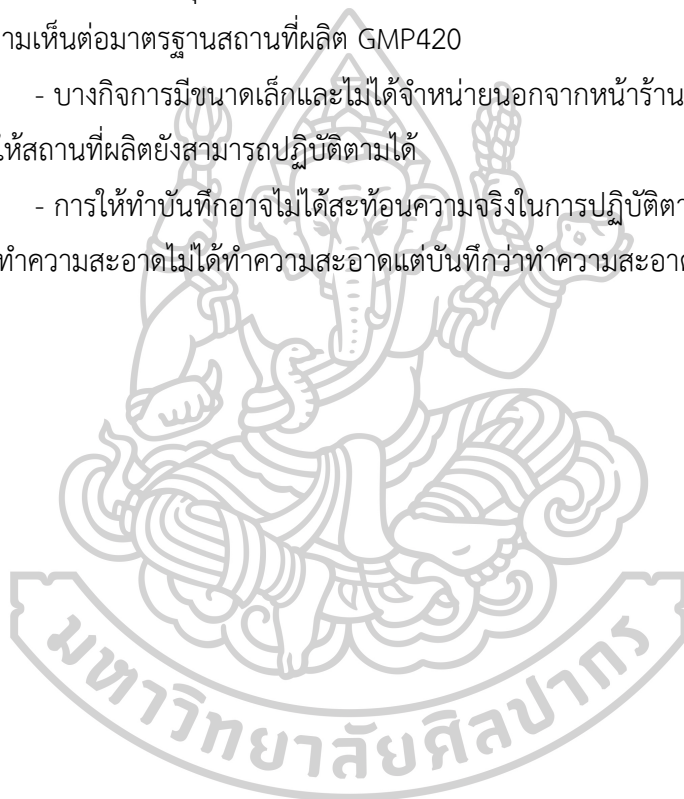 ามเห็นต่อมาตรฐานสถานที่ผลิต GMP420
- บางกิจการมีขนาดเล็กและไม่ได้จำหน่ายนอกจากหน้าร้าน
ให้สถานที่ผลิตยังสามารถปฏิบัติตามได้
- การให้ทำบันทึกอาจไม่ได้สะท้อนความจริงในการปฏิบัติตา
ทำความสะอาดไม่ได้ทำความสะอาดแต่บันทึกว่าทำความสะอาด
มหาวิทยาลัยศิลปากร